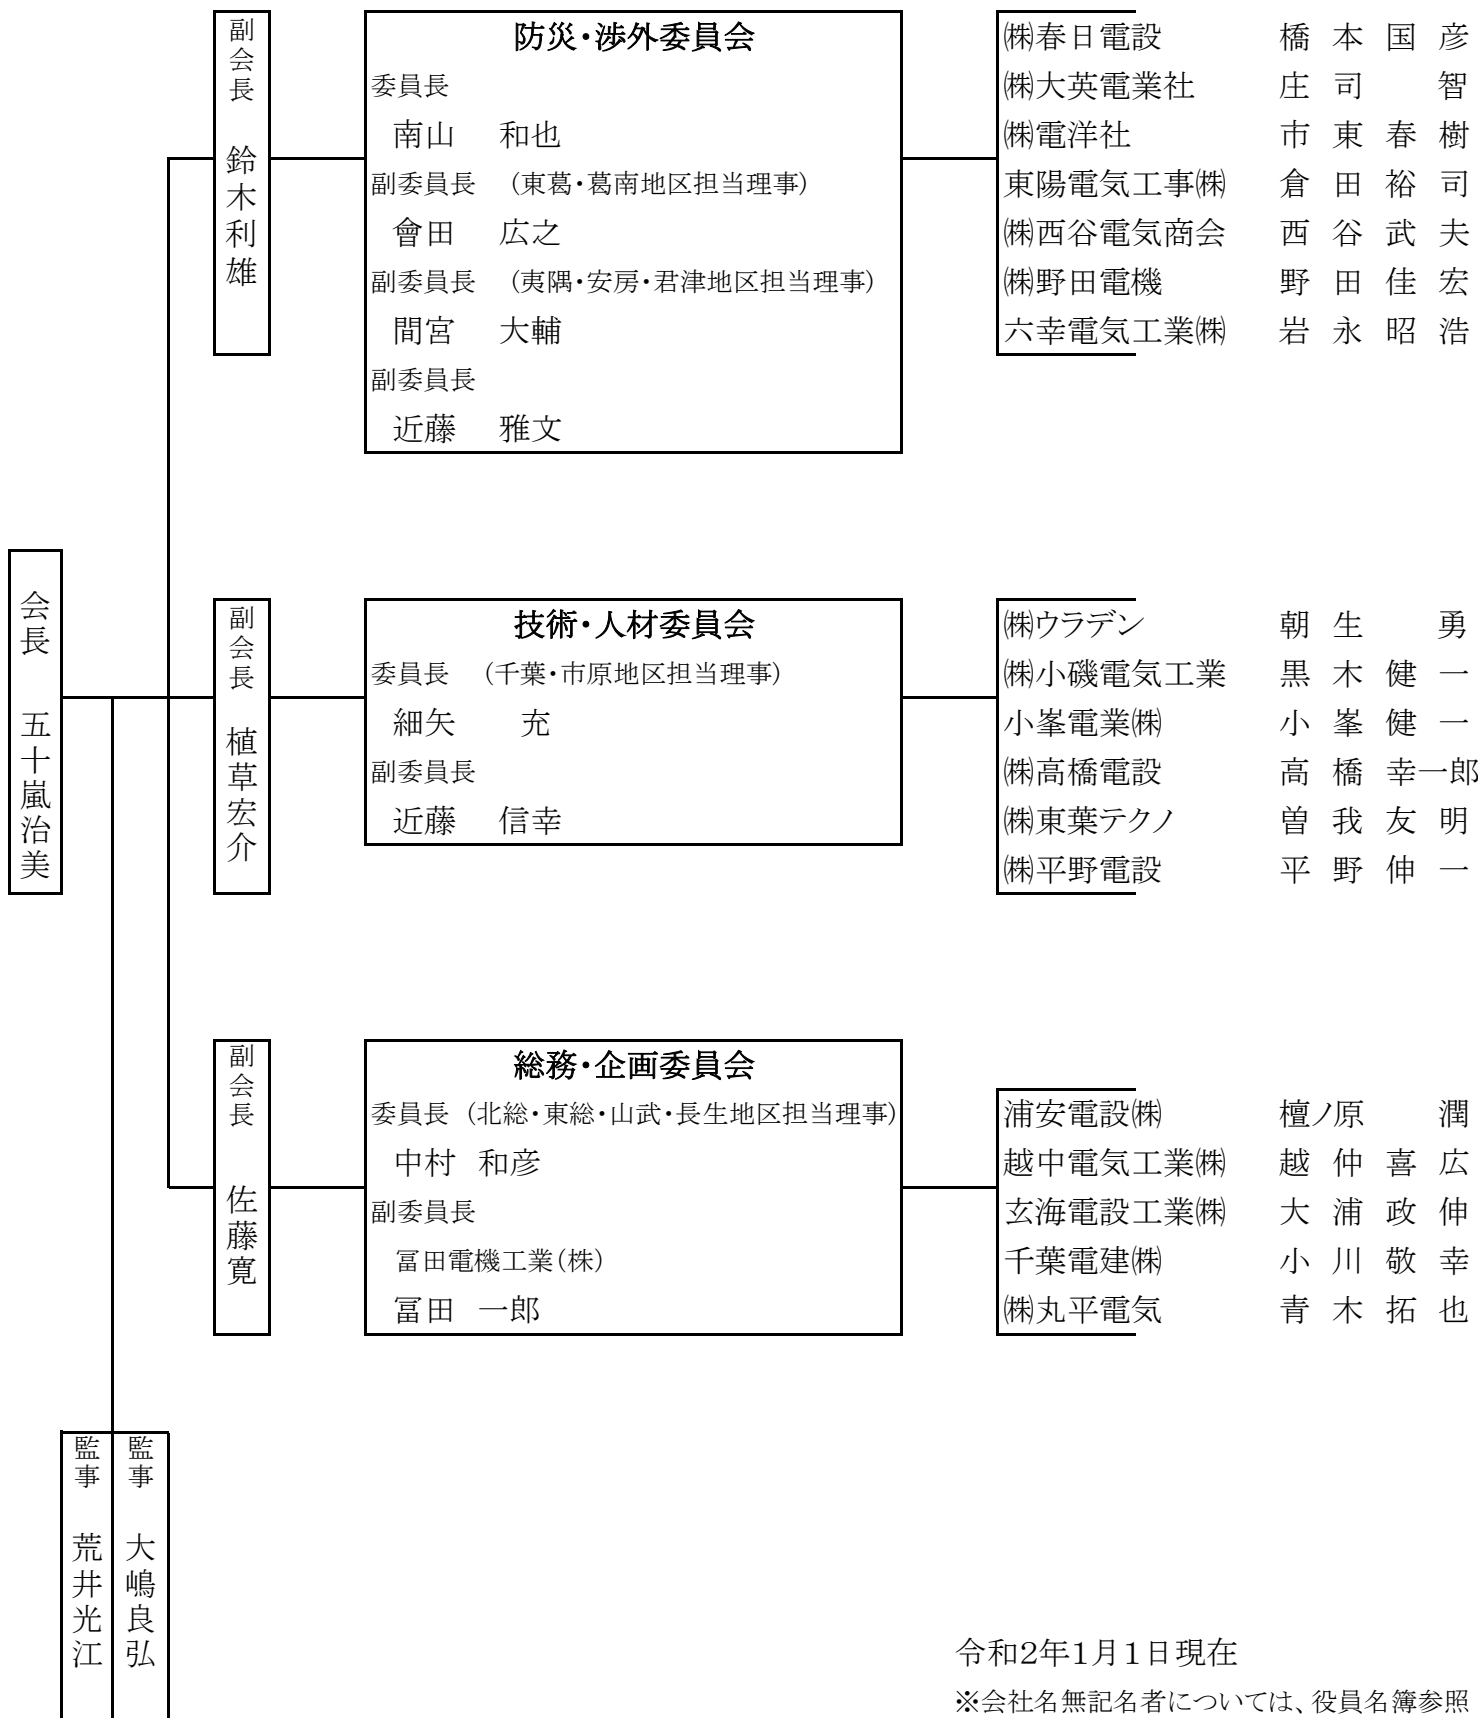 会長 五十嵐治美
副会長 鈴木利雄
防災・渉外委員会
委員長
南山 和也
副委員長 (東葛・葛南地区担当理事)
會田 広之
副委員長 (夷隅・安房・君津地区担当理事)
間宮 大輔
副委員長
近藤 雅文
㈱春日電設 橋本国彦
㈱大英電業社 庄司 智
㈱電洋社 市東春樹
東陽電気工事㈱ 倉田裕司
㈱西谷電気商会 西谷武夫
㈱野田電機 野田佳宏
六幸電気工業㈱ 岩永昭浩
副会長 植草宏介
技術・人材委員会
委員長 (千葉・市原地区担当理事)
細矢 充
副委員長
近藤 信幸
㈱ウラデン 朝生 勇
㈱小磯電気工業 黒木健一
小峯電業㈱ 小峯健一
㈱高橋電設 高橋幸一郎
㈱東葉テクノ 曽我友明
㈱平野電設 平野伸一
副会長 佐藤寛
総務・企画委員会
委員長 (北総・東総・山武・長生地区担当理事)
中村 和彦
副委員長
冨田電機工業(株)
冨田 一郎
浦安電設㈱ 檀ノ原 潤
越中電気工業㈱ 越仲喜広
玄海電設工業㈱ 大浦政伸
千葉電建㈱ 小川敬幸
㈱丸平電気 青木拓也
監事 大嶋良弘
監事 荒井光江
令和2年1月1日現在
※会社名無記名者については、役員名簿参照